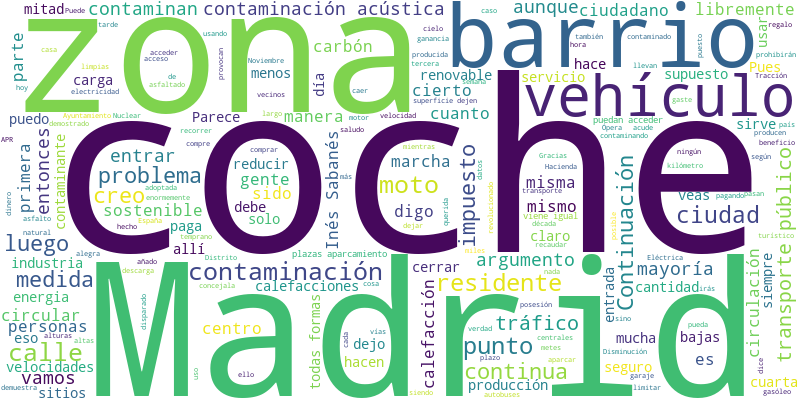 mitad
Puede
contaminan
contaminación acústica
aunque
ciudadano
libremente
tarde
zona
barrio
usar
casa
limpias
parte
carbón
renovable
menos
hace
servicio
supuesto
Pues
Tracción
vehículo
coche
Madrid
carga
día
cierto
manera
cuanto
sirve
público
transporte público
Parece
puedo
entonces
primera
contaminante
entrar
problema
creo
sostenible
luego
reducir
gente
sido
debe
solo
paga
allí
marcha
moto
digo
impuesto
misma
mismo
claro
argumento
cerrar
Continuación
veas
ciudad
mayoría
cantidad
siempre
circulación
Inés Sabanés
industria
medida
energía
circular
personas
eso
calle
velocidades
vamos
sitios
contaminación
calefacciones
centro
todas formas
dejo
hacen
calefacción
residente
tráfico
punto
continua
producción
mucha
seguro
entrada
bajas
es
cuarta
plazas aparcamiento
Distrito
concejala
cosa
viene igual
década
recaudar
transporte
Hacienda
Gracias
revolucionado
kilómetro
según
beneficio
ningún
datos
querida
mientras
velocidad
motor
saludo
más
dejar
comprar
compre
recorrer
largo
vecinos
Noviembre
provocan
usando
acceder
acceso
de
asfaltado
electricidad
hoy
Ayuntamiento
Nuclear
demostrado
APR
dinero
asfalto
natural
alegra
España
hecho
temprano
añado
descarga
adoptada
enormemente
alturas
altas
demuestra
uso
ello
disparado
cada
vías
verdad
plazo
siendo
autobuses
aparcar
metes
centrales
nada
posesión
Disminución
garaje
limitar
pueda
sino
Eléctrica
irás
pasan
pagando
posible
turístico
dice
gasóleo
país
producen
contaminando
acude
Ópera
puedan acceder
superficie dejen
semana
gaste
caer
tercera
producida
ganancia
cielo
contaminado
también
hora
caso
puesto
llevan
prohibirán
regalo